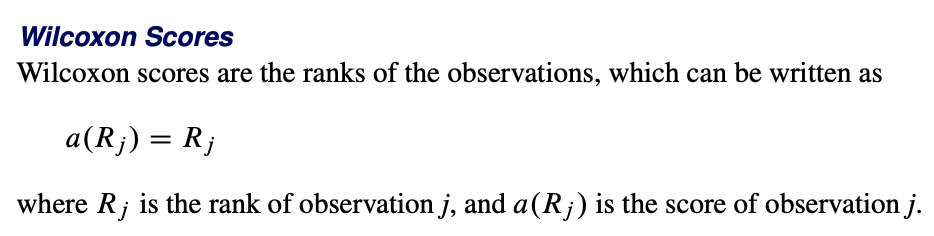 Wilcoxon Scores
Wilcoxon scores are the ranks of the observations, which can be written as
a(R_j) = R_j
where R_j is the rank of observation j, and a(R_j) is the score of observation j.